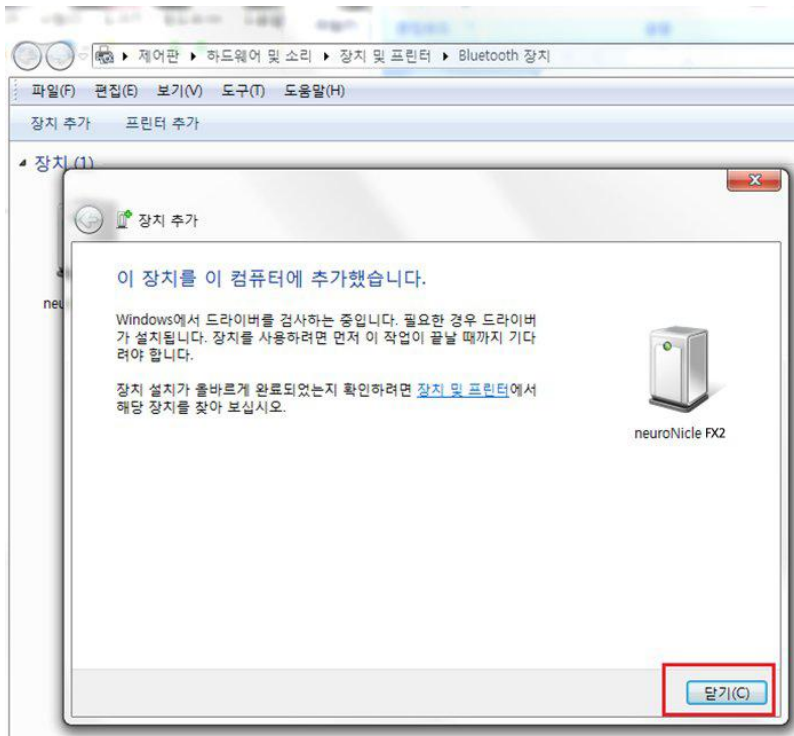 ▸ 제어판 ▸ 하드웨어 및 소리 ▸ 장치 및 프린터 ▸ Bluetooth 장치
파일(F) 편집(E) 보기(V) 도구(T) 도움말(H)
장치 추가 프린터 추가
장치 (1)
장치 추가
이 장치를 이 컴퓨터에 추가했습니다.
Windows에서 드라이버를 검사하는 중입니다. 필요한 경우 드라이버
가 설치됩니다. 장치를 사용하려면 먼저 이 작업이 끝날 때까지 기다
려야 합니다.
장치 설치가 올바르게 완료되었는지 확인하려면 장치 및 프린터에서
해당 장치를 찾아 보십시오.
neu
neuroNicle FX2
닫기(C)